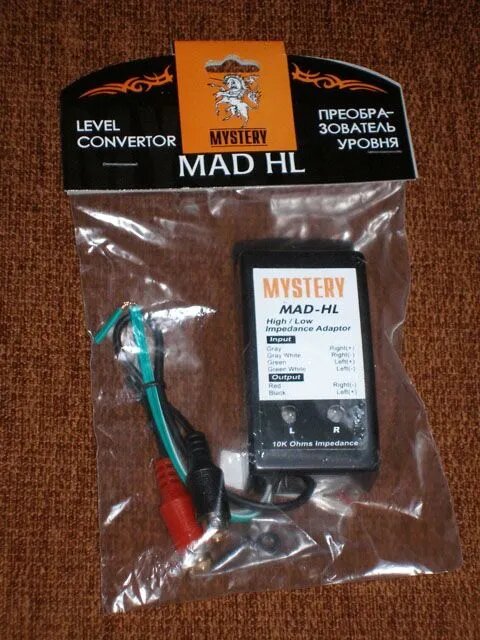 LEVEL
CONVERTOR
MYSTERY
ПРЕОБРА-
ЗОВАТЕЛЬ
УРОВНЯ
MAD HL
MYSTERY
MAD-HL
High / Low
Impedance Adaptor
Input
Gray Right(+)
Gray White Right(-)
Green Left(+)
Green White Left(-)
Output
Red Right(-)
Black Left(+)
L R
10K Ohms Impedance